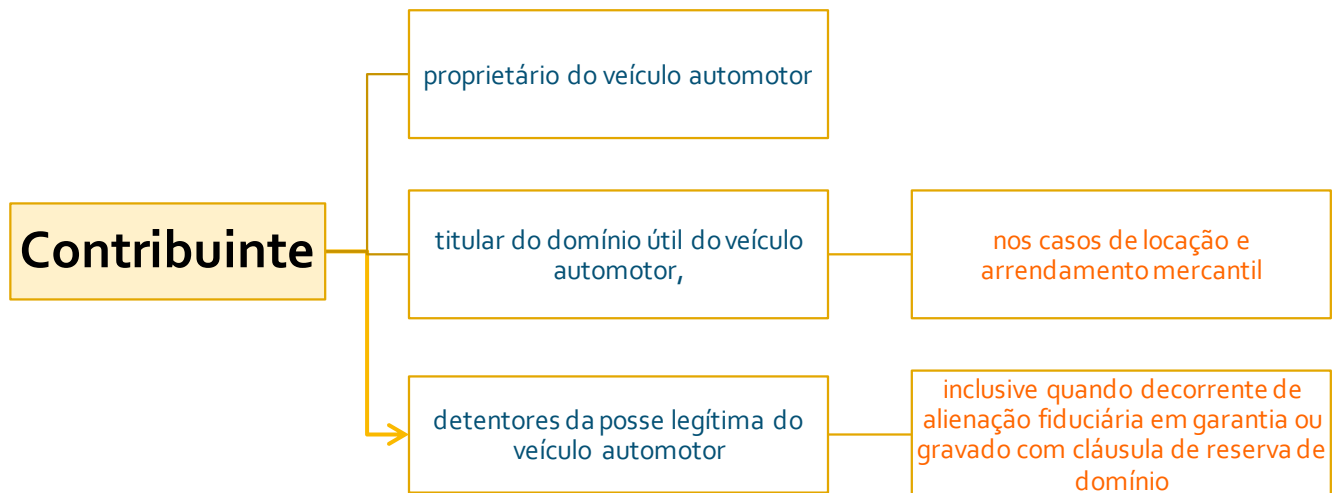 proprietário do veículo automotor
Contribuinte
titular do domínio útil do veículo
automotor,
nos casos de locação e
arrendamento mercantil
detentores da posse legítima do
veículo automotor
inclusive quando decorrente de
alienação fiduciária em garantia ou
gravado com cláusula de reserva de
domínio